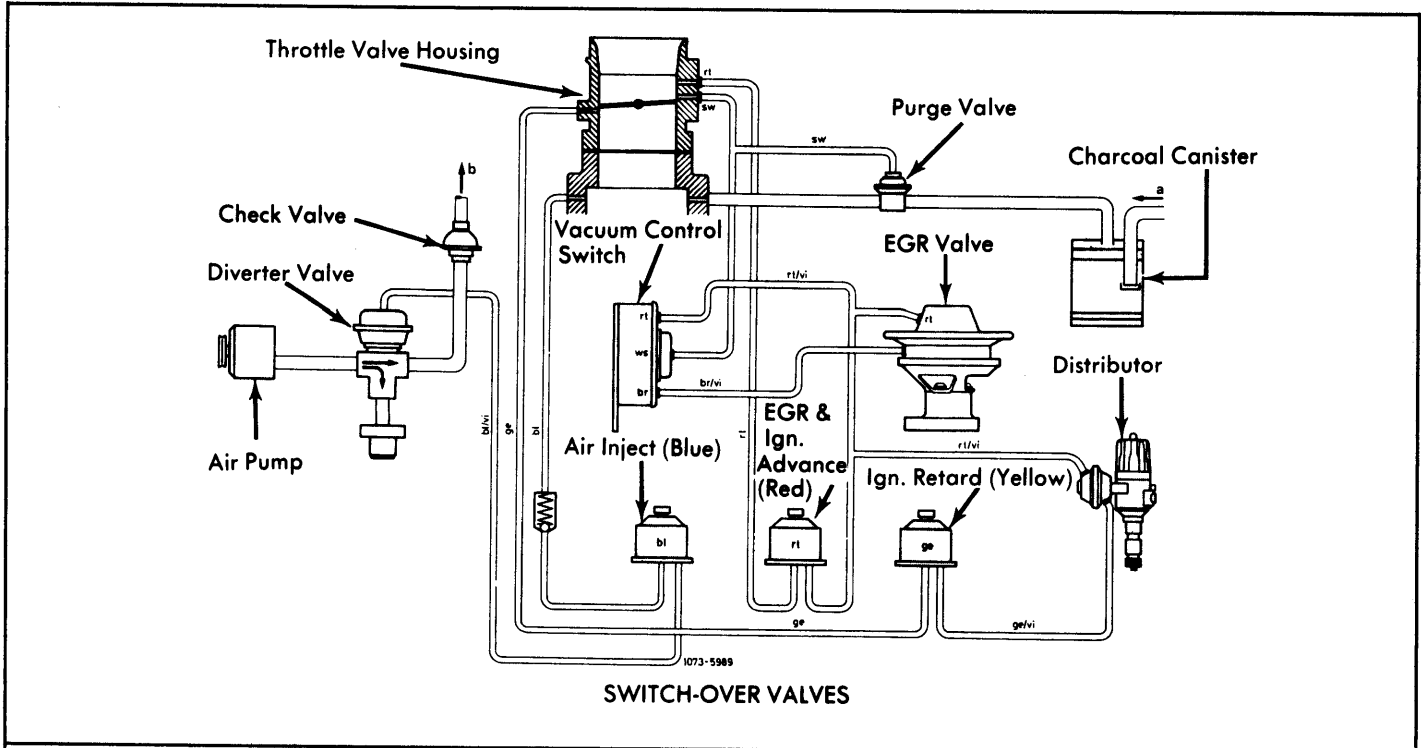 Throttle Valve Housing
rt
sw
Purge Valve
sw
Charcoal Canister
a
b
Check Valve
Vacuum Control
Switch
EGR Valve
Diverter Valve
rt/vi
rt
rt
ws
br
br/vi
Distributor
bl/vi
ge
bl
rt
EGR &
Ign.
Advance
(Red)
Air Inject (Blue)
rt/vi
Ign. Retard (Yellow)
Air Pump
bl
rt
ge
ge
ge/vi
1073-5989
SWITCH-OVER VALVES